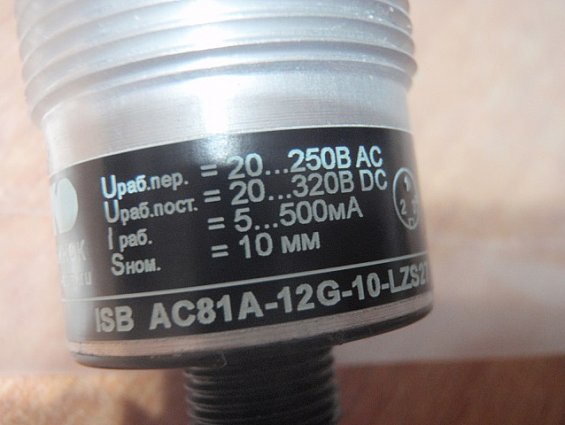 Uраб.пер. = 20...250В AC
Uраб.пост. = 20...320В DC
I раб. = 5...500мА
Sном. = 10 мм
ISB AC81A-12G-10-LZS27